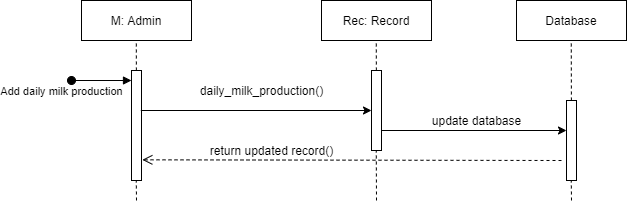 M: Admin
Rec: Record
Database
Add daily milk production
daily_milk_production()
update database
return updated record()